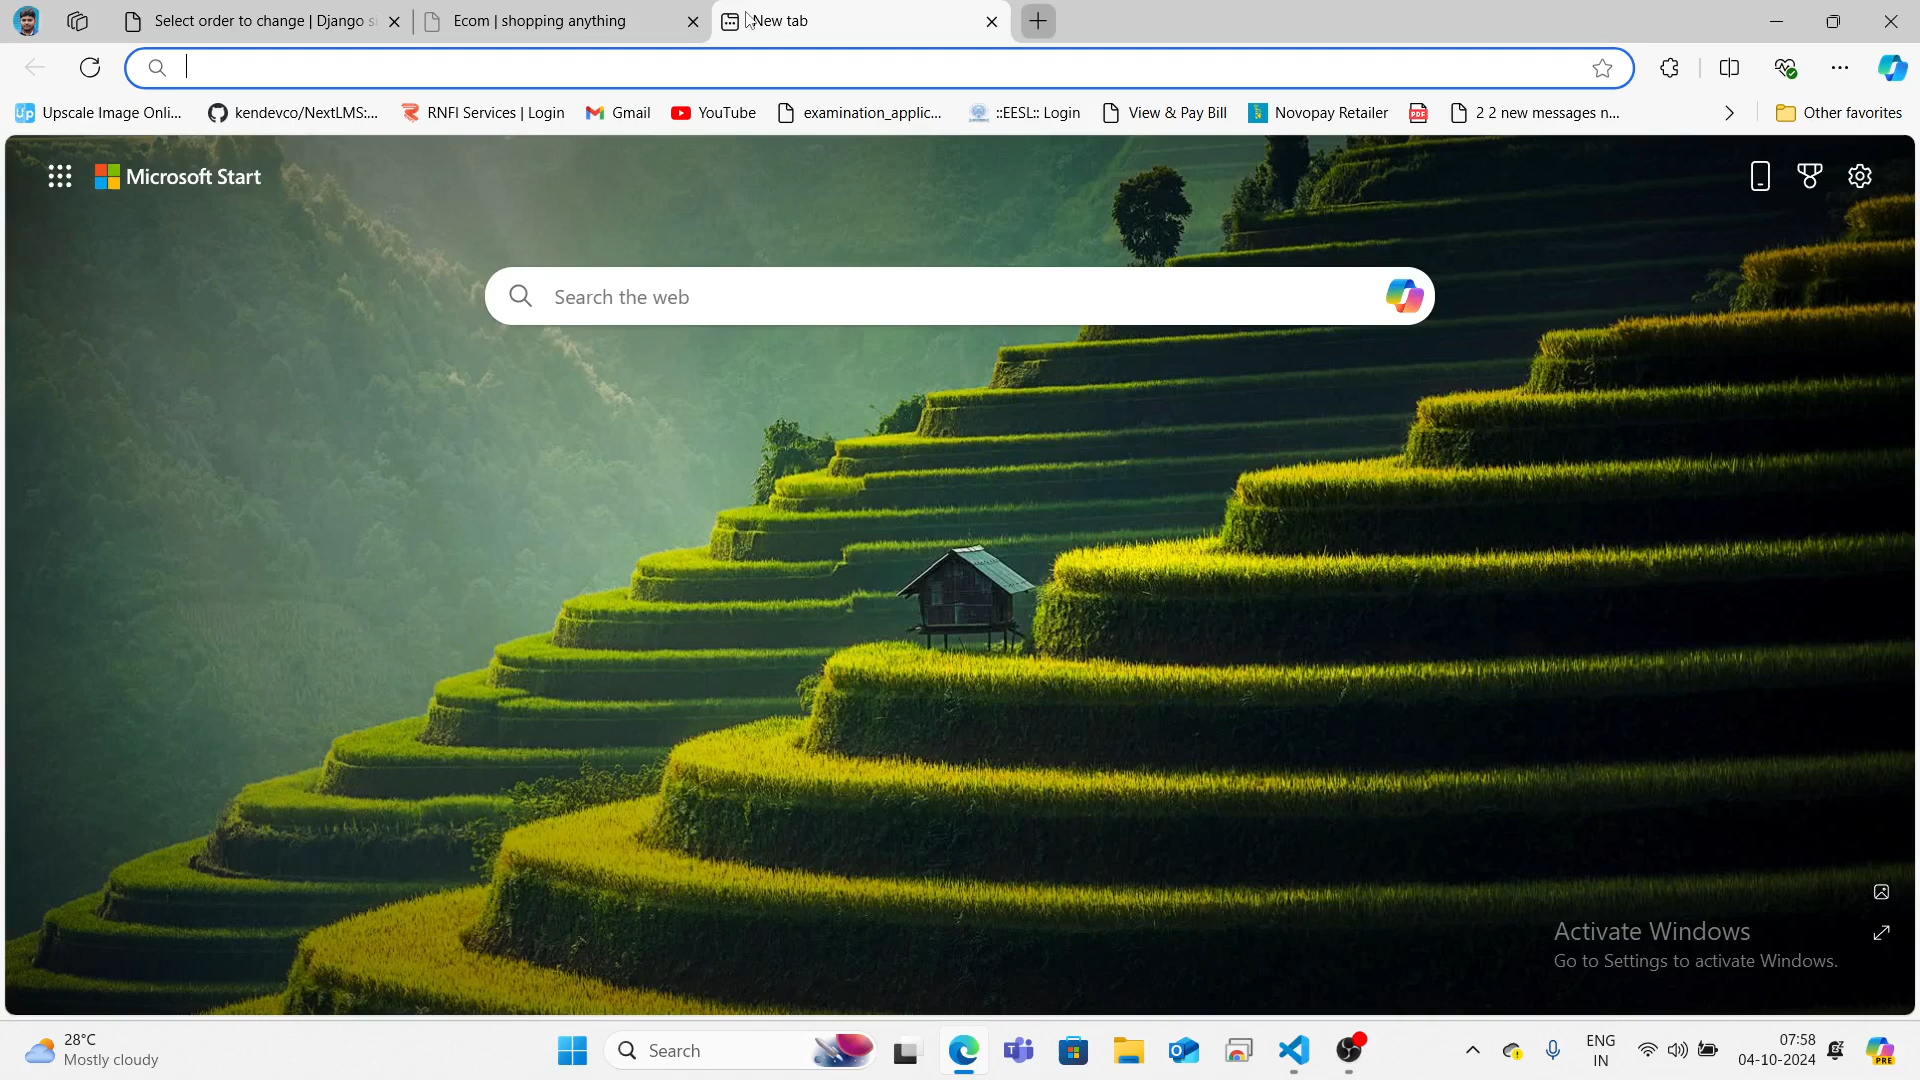 Select order to change | Django si
Ecom | shopping anything
New tab
Upscale Image Onli...
kendevco/NextLMS:...
RNFI Services | Login
Gmail
YouTube
examination_applic...
::EESL:: Login
View & Pay Bill
Novopay Retailer
PDF
2 2 new messages n...
Other favorites
Microsoft Start
Search the web
Activate Windows
Go to Settings to activate Windows.
28°C
Mostly cloudy
Search
ENG
IN
07:58
04-10-2024
PRE